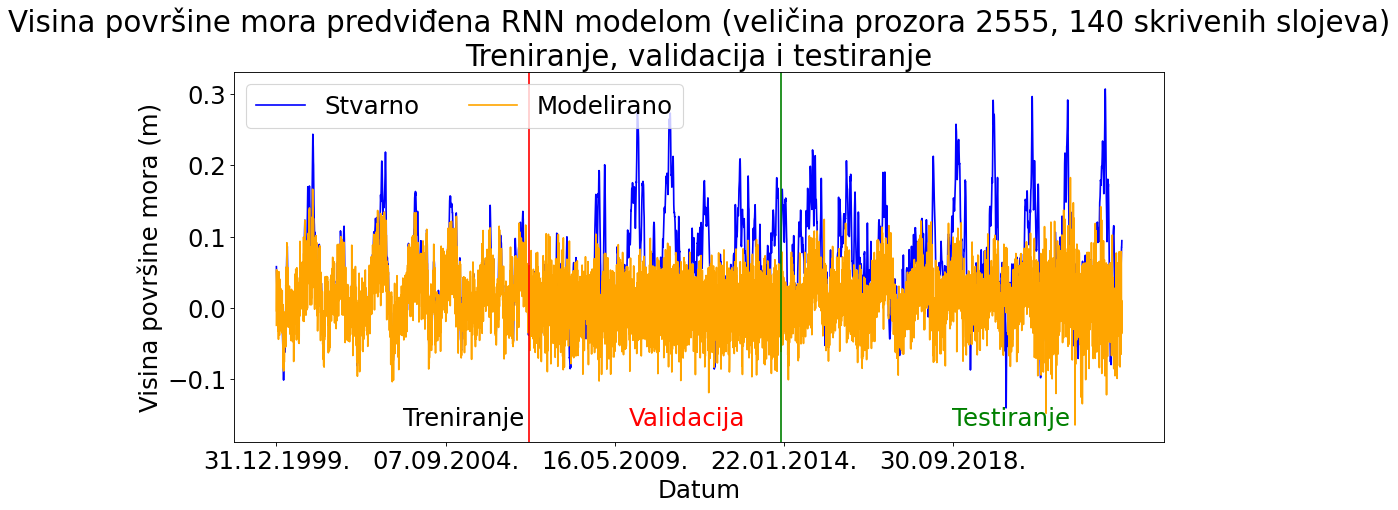 Visina površine mora predviđena RNN modelom (veličina prozora 2555, 140 skrivenih slojeva)
Treniranje, validacija i testiranje
Stvarno
Modelirano
Visina površine mora (m)
0.3
0.2
0.1
0.0
−0.1
Treniranje
Validacija
Testiranje
31.12.1999.
07.09.2004.
16.05.2009.
22.01.2014.
30.09.2018.
Datum